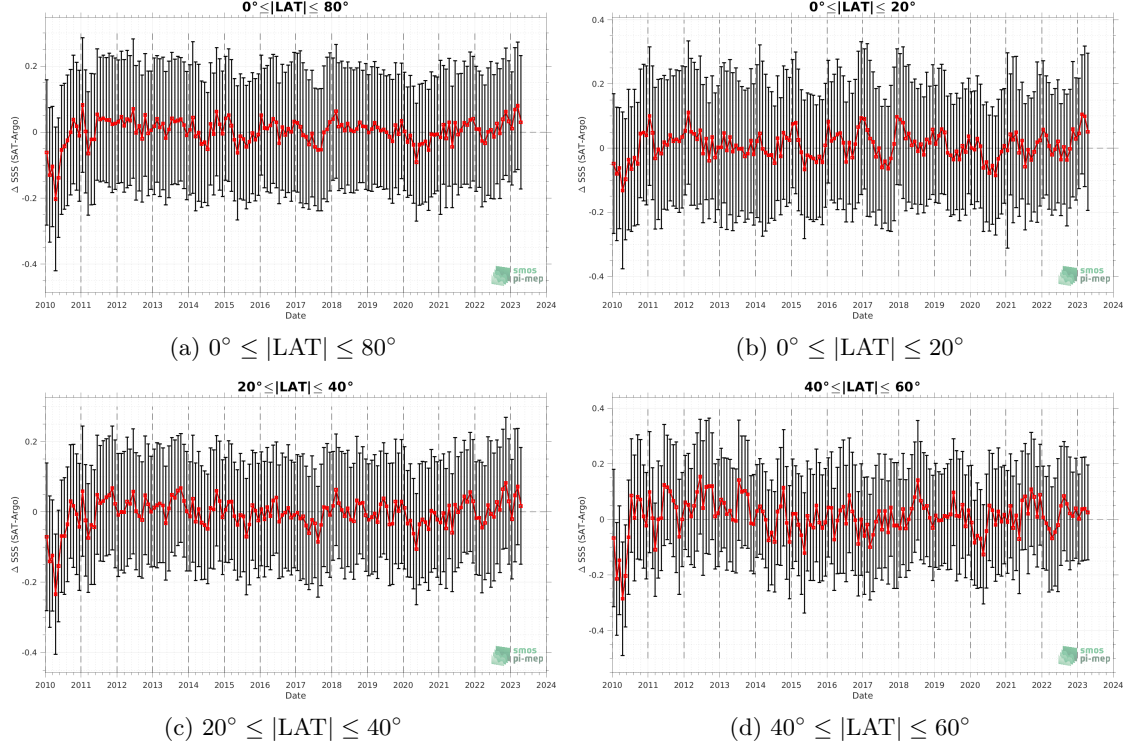 0°≤|LAT|≤ 80°
0.2
0
-0.2
-0.4
Δ SSS (SAT-Argo)
2010 2011 2012 2013 2014 2015 2016 2017 2018 2019 2020 2021 2022 2023 2024
Date
smos
pi-mep
(a) 0° ≤ |LAT| ≤ 80°
0°≤|LAT|≤ 20°
0.4
0.2
0
-0.2
-0.4
Δ SSS (SAT-Argo)
2010 2011 2012 2013 2014 2015 2016 2017 2018 2019 2020 2021 2022 2023 2024
Date
smos
pi-mep
(b) 0° ≤ |LAT| ≤ 20°
20°≤|LAT|≤ 40°
0.2
0
-0.2
-0.4
Δ SSS (SAT-Argo)
2010 2011 2012 2013 2014 2015 2016 2017 2018 2019 2020 2021 2022 2023 2024
Date
smos
pi-mep
(c) 20° ≤ |LAT| ≤ 40°
40°≤|LAT|≤ 60°
0.4
0.2
0
-0.2
-0.4
Δ SSS (SAT-Argo)
2010 2011 2012 2013 2014 2015 2016 2017 2018 2019 2020 2021 2022 2023 2024
Date
smos
pi-mep
(d) 40° ≤ |LAT| ≤ 60°